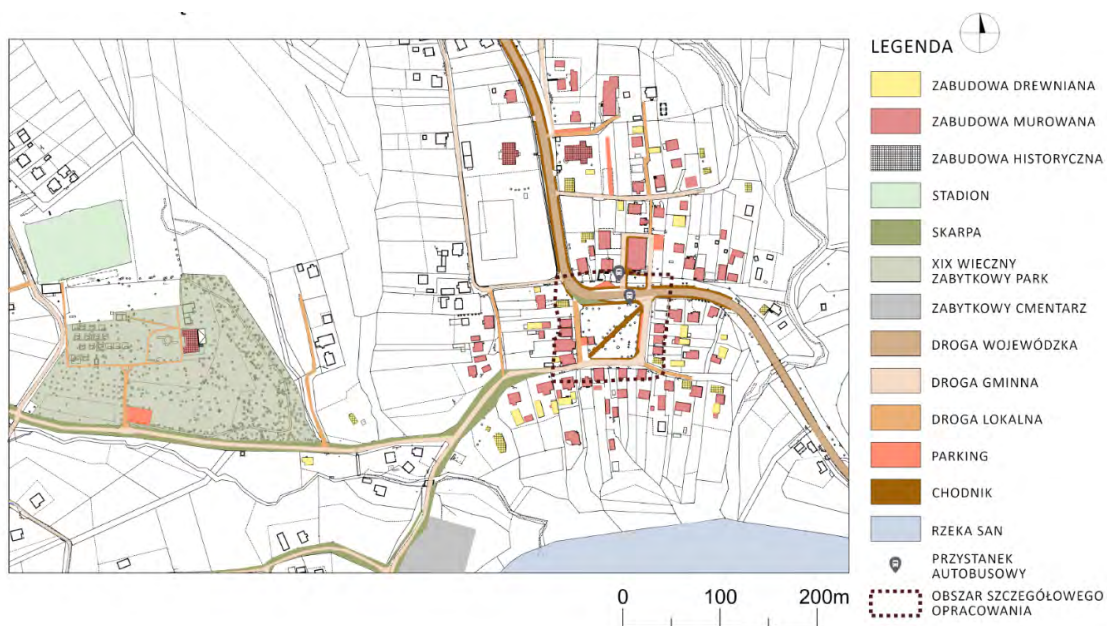 LEGENDA
ZABUDOWA DREWNIANA
ZABUDOWA MUROWANA
ZABUDOWA HISTORYCZNA
STADION
SKARPA
XIX WIECZNY
ZABYTKOWY PARK
ZABYTKOWY CMENTARZ
DROGA WOJEWÓDZKA
DROGA GMINNA
DROGA LOKALNA
PARKING
CHODNIK
RZEKA SAN
PRZYSTANEK
AUTOBUSOWY
OBSZAR SZCZEGÓŁOWEGO
OPRACOWANIA
0 100 200m